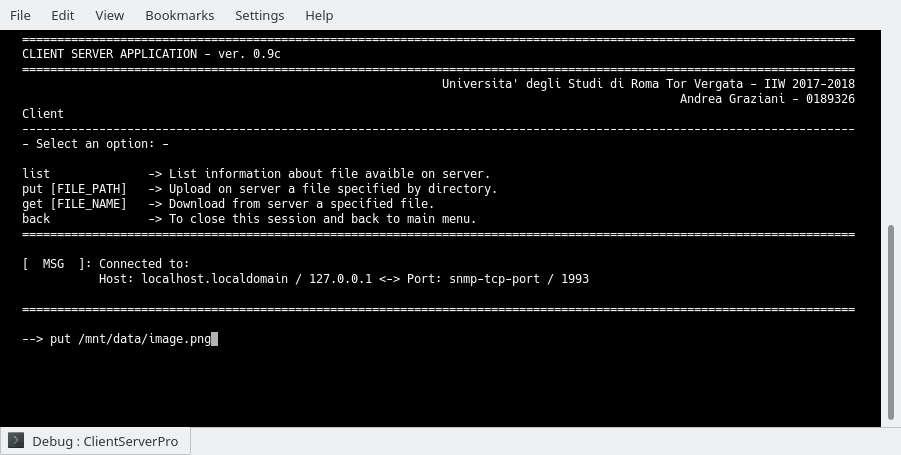 File Edit View Bookmarks Settings Help
=======================================================================================================================
CLIENT SERVER APPLICATION - ver. 0.9c
=======================================================================================================================
Universita' degli Studi di Roma Tor Vergata - IIW 2017-2018
Andrea Graziani - 0189326
Client
-----------------------------------------------------------------------------------------------------------------------
- Select an option: -
list -> List information about file avaible on server.
put [FILE_PATH] -> Upload on server a file specified by directory.
get [FILE_NAME] -> Download from server a specified file.
back -> To close this session and back to main menu.
=======================================================================================================================
[ MSG ]: Connected to:
Host: localhost.localdomain / 127.0.0.1 <-> Port: snmp-tcp-port / 1993
=======================================================================================================================
--> put /mnt/data/image.png
Debug : ClientServerPro